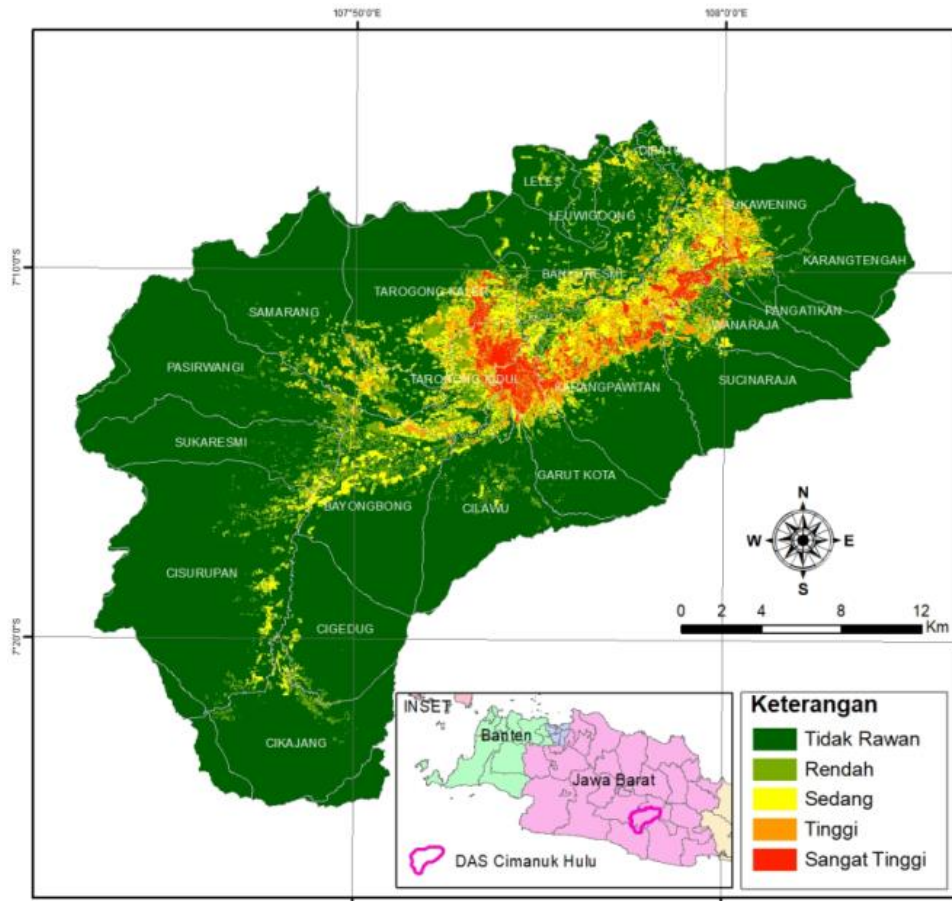 107°50'0"E
108°0'0"E
LELES
LEUWIGOONG
SUKAWENING
7°10'0"S
KARANGTENGAH
TAROGONG KALER
SAMARANG
PANGATIKAN
WANARAJA
PASIRWANGI
TAROGONG KIDUL
KARANGPAWITAN
SUCINARAJA
SUKARESMI
GARUT KOTA
BAYONGBONG
CILAWU
N
W
E
S
CISURUPAN
0 2 4 8 12
Km
CIGEDUG
7°20'0"S
CIKAJANG
INSET
Banten
Jawa Barat
DAS Cimanuk Hulu
Keterangan
Tidak Rawan
Rendah
Sedang
Tinggi
Sangat Tinggi